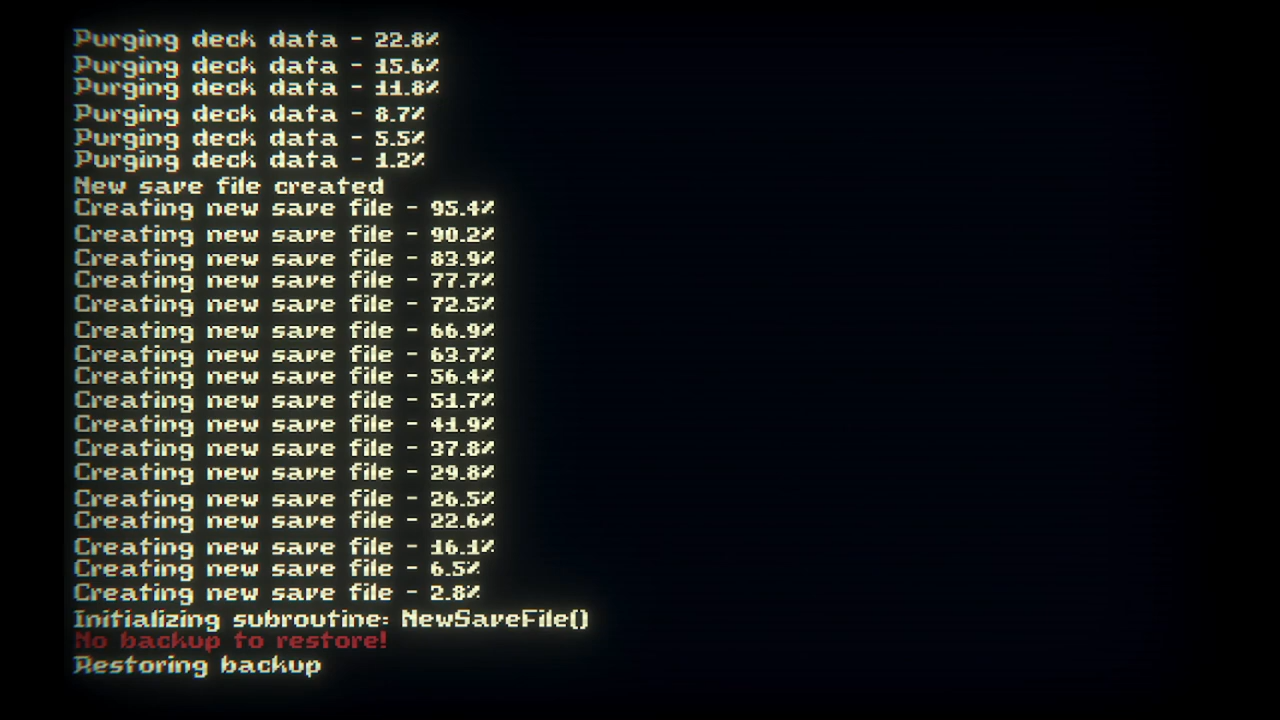 Purging deck data - 22.8%
Purging deck data - 15.6%
Purging deck data - 11.8%
Purging deck data - 8.7%
Purging deck data - 5.5%
Purging deck data - 1.2%
New save file created
Creating new save file - 95.4%
Creating new save file - 90.2%
Creating new save file - 83.9%
Creating new save file - 77.7%
Creating new save file - 72.5%
Creating new save file - 66.9%
Creating new save file - 63.7%
Creating new save file - 56.4%
Creating new save file - 51.7%
Creating new save file - 41.9%
Creating new save file - 37.8%
Creating new save file - 29.8%
Creating new save file - 26.5%
Creating new save file - 22.6%
Creating new save file - 16.1%
Creating new save file - 6.5%
Creating new save file - 2.8%
Initializing subroutine: NewSaveFile()
No backup to restore!
Restoring backup